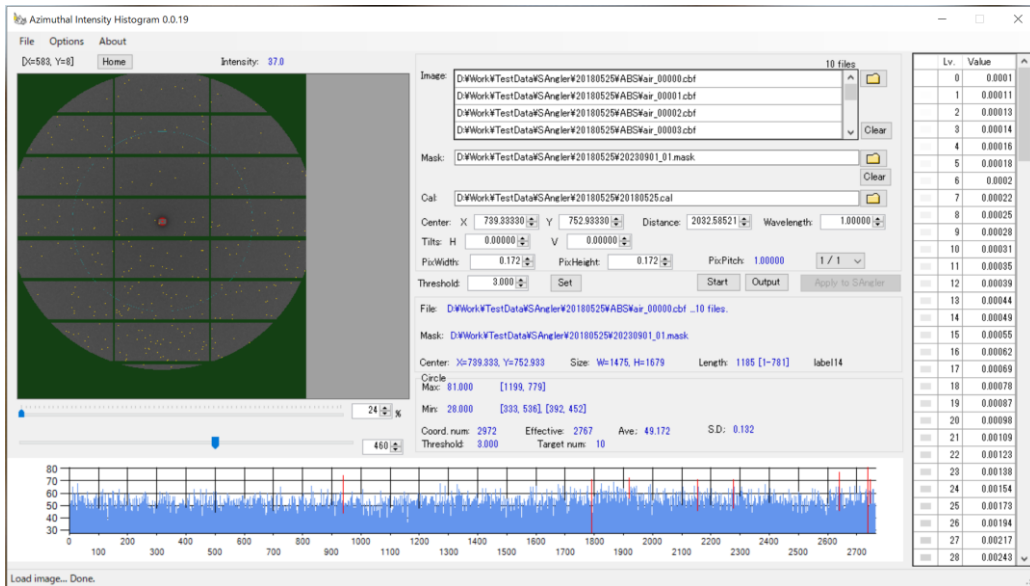 Azimuthal Intensity Histogram 0.0.19
File Options About
[X=583, Y=8] Home Intensity: 37.0
10 files
Image: D:¥Work¥TestData¥SAngler¥20180525¥ABS¥air_00000.cbf
D:¥Work¥TestData¥SAngler¥20180525¥ABS¥air_00001.cbf
D:¥Work¥TestData¥SAngler¥20180525¥ABS¥air_00002.cbf
D:¥Work¥TestData¥SAngler¥20180525¥ABS¥air_00003.cbf
Clear
Mask: D:¥Work¥TestData¥SAngler¥20180525¥20230901_01.mask
Clear
Cal: D:¥Work¥TestData¥SAngler¥20180525¥20180525.cal
Center: X 739.33330 Y 752.93330 Distance: 2032.58521 Wavelength: 1.00000
Tilts: H 0.00000 V 0.00000
PixWidth: 0.172 PixHeight: 0.172 PixPitch: 1.00000 1 / 1
Threshold: 3.000 Set Start Output Apply to SAngler
File: D:¥Work¥TestData¥SAngler¥20180525¥ABS¥air_00000.cbf ...10 files.
Mask: D:¥Work¥TestData¥SAngler¥20180525¥20230901_01.mask
Center: X=739.333, Y=752.933 Size: W=1475, H=1679 Length: 1185 [1-781] label14
Circle
Max: 81.000 [1199, 779]
Min: 28.000 [333, 536], [392, 452]
Coord. num: 2972 Effective: 2767 Ave: 49.172 S.D: 0.132
Threshold: 3.000 Target num: 10
24 %
460
80
70
60
50
40
30
0 200 400 600 800 1000 1200 1400 1600 1800 2000 2200 2400 2600
100 300 500 700 900 1100 1300 1500 1700 1900 2100 2300 2500 2700
Lv. Value
0 0.0001
1 0.00011
2 0.00013
3 0.00014
4 0.00016
5 0.00018
6 0.0002
7 0.00022
8 0.00025
9 0.00028
10 0.00031
11 0.00035
12 0.00039
13 0.00044
14 0.00049
15 0.00055
16 0.00062
17 0.00069
18 0.00078
19 0.00087
20 0.00098
21 0.00109
22 0.00123
23 0.00138
24 0.00154
25 0.00173
26 0.00194
27 0.00217
28 0.00243
Load image... Done.